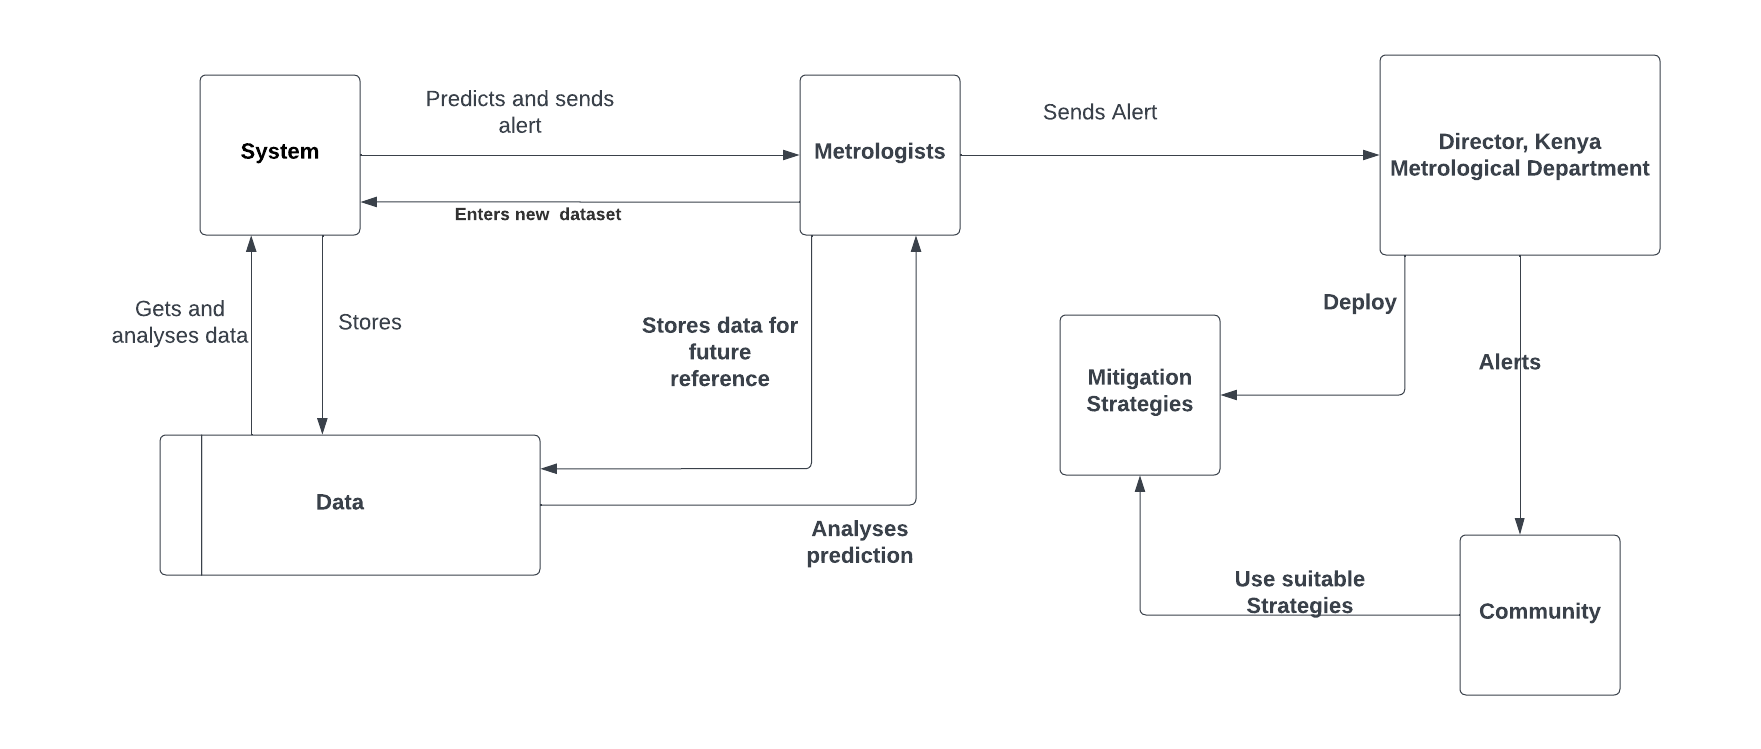 Predicts and sends
alert
Sends Alert
System
Metrologists
Director, Kenya
Metrological Department
Enters new  dataset
Gets and
analyses data
Stores
Stores data for
future
reference
Deploy
Alerts
Mitigation
Strategies
Data
Analyses
prediction
Use suitable
Strategies
Community